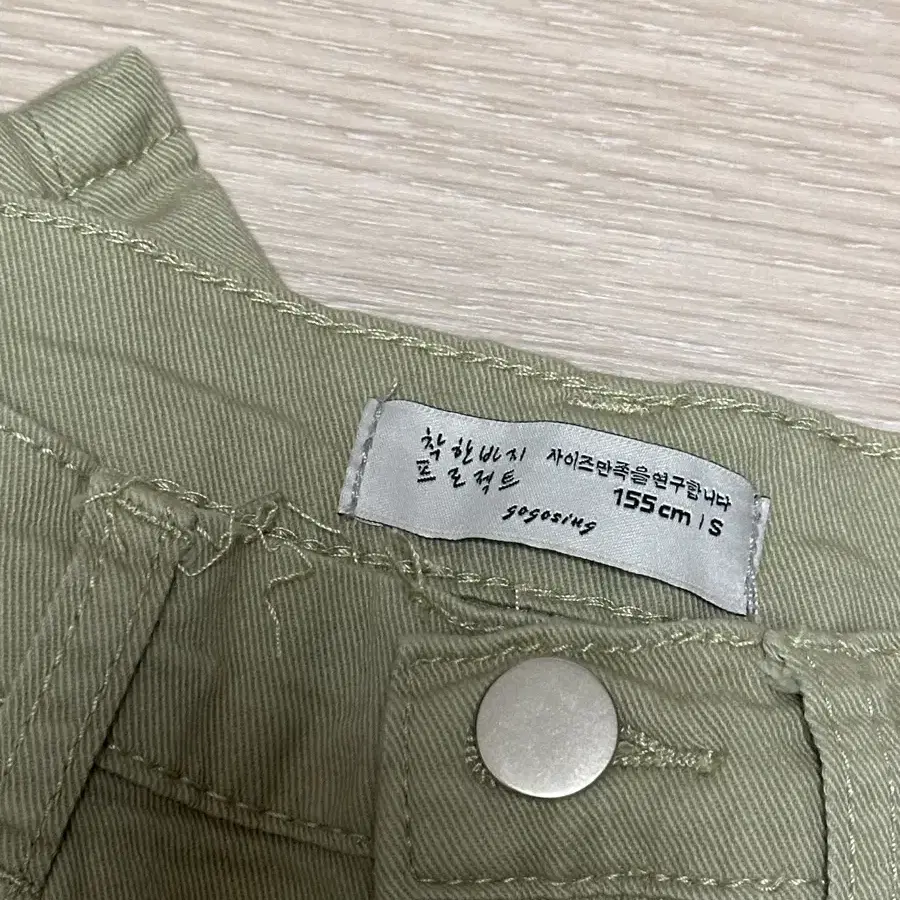 착한바지
프로젝트
gogosing
자이즈만족을연구합니다
155cm / S